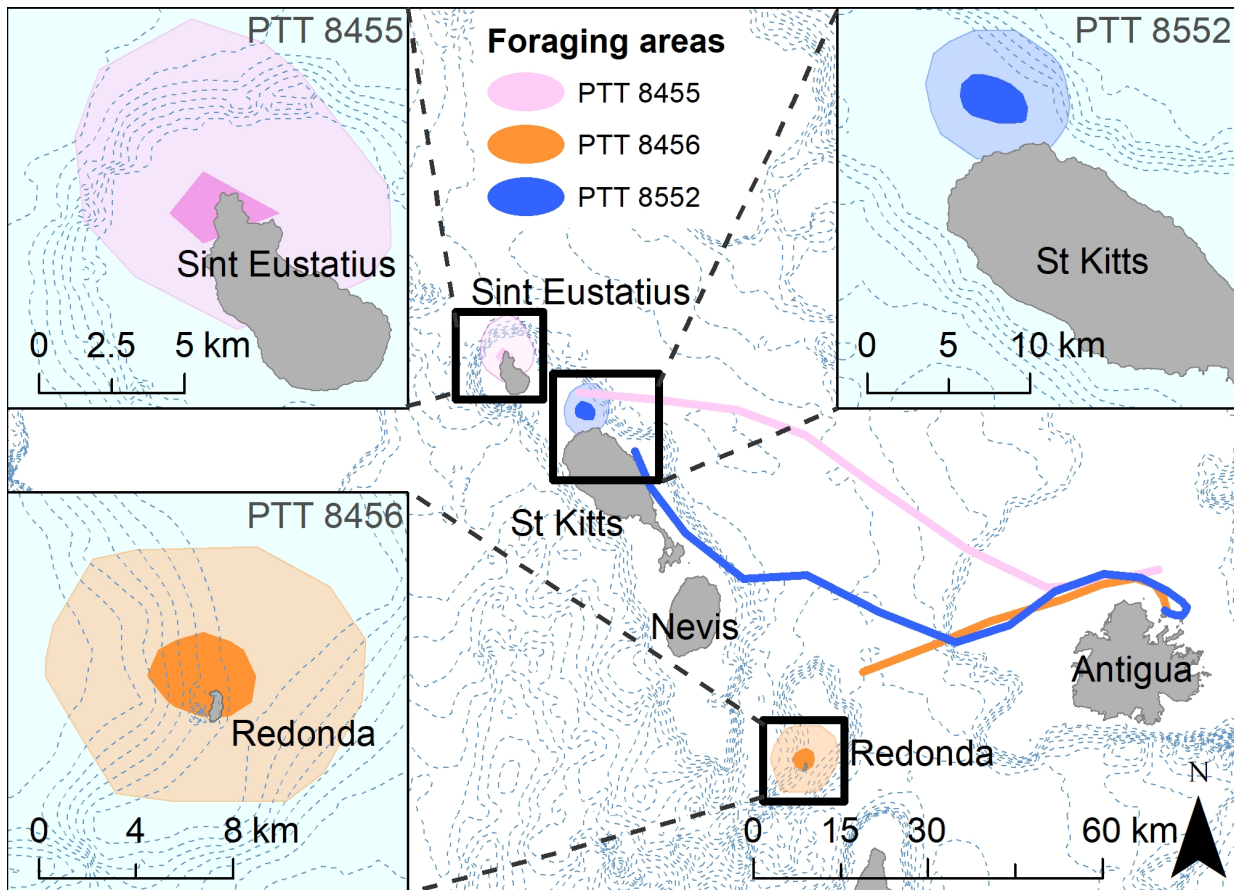 PTT 8455
Sint Eustatius
0 2.5 5 km
Foraging areas
PTT 8455
PTT 8456
PTT 8552
PTT 8552
St Kitts
0 5 10 km
Sint Eustatius
St Kitts
Nevis
Antigua
Redonda
PTT 8456
Redonda
0 4 8 km
N
0 15 30 60 km